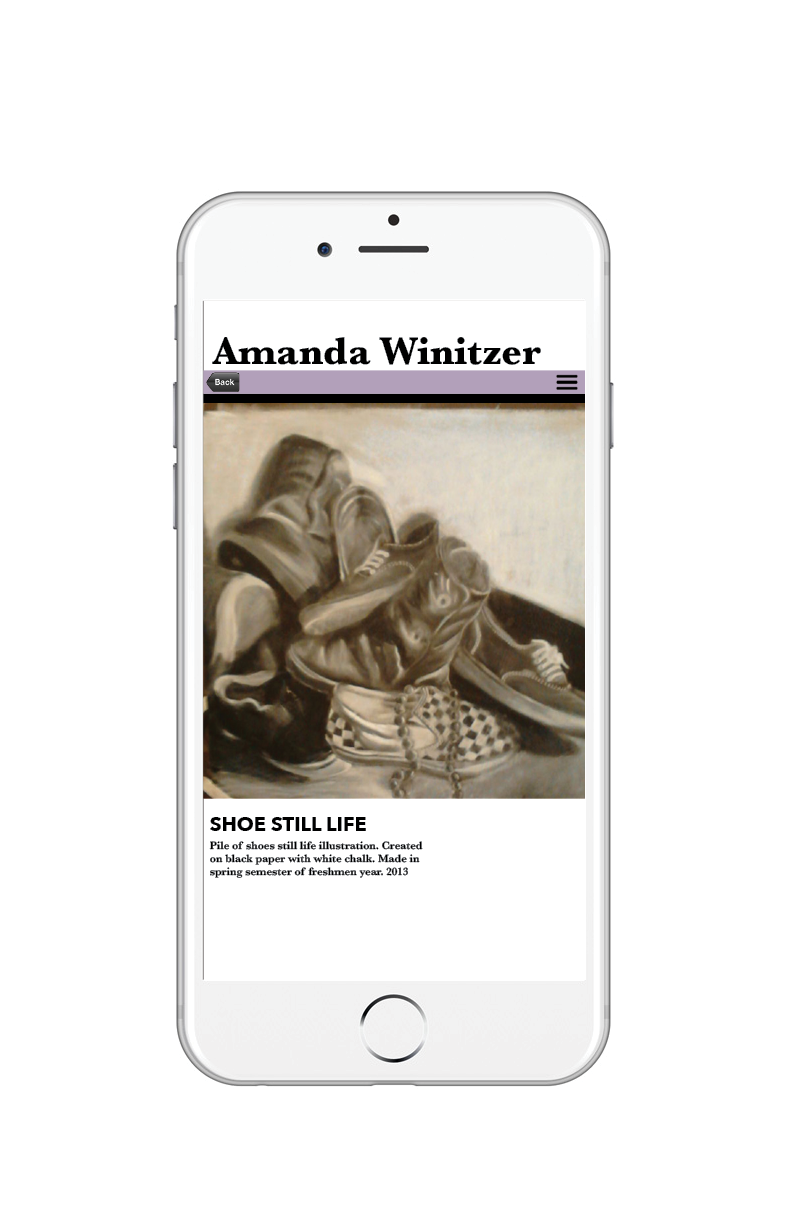 Amanda Winitzer
Back
SHOE STILL LIFE
Pile of shoes still life illustration. Created
on black paper with white chalk. Made in
spring semester of freshmen year. 2013